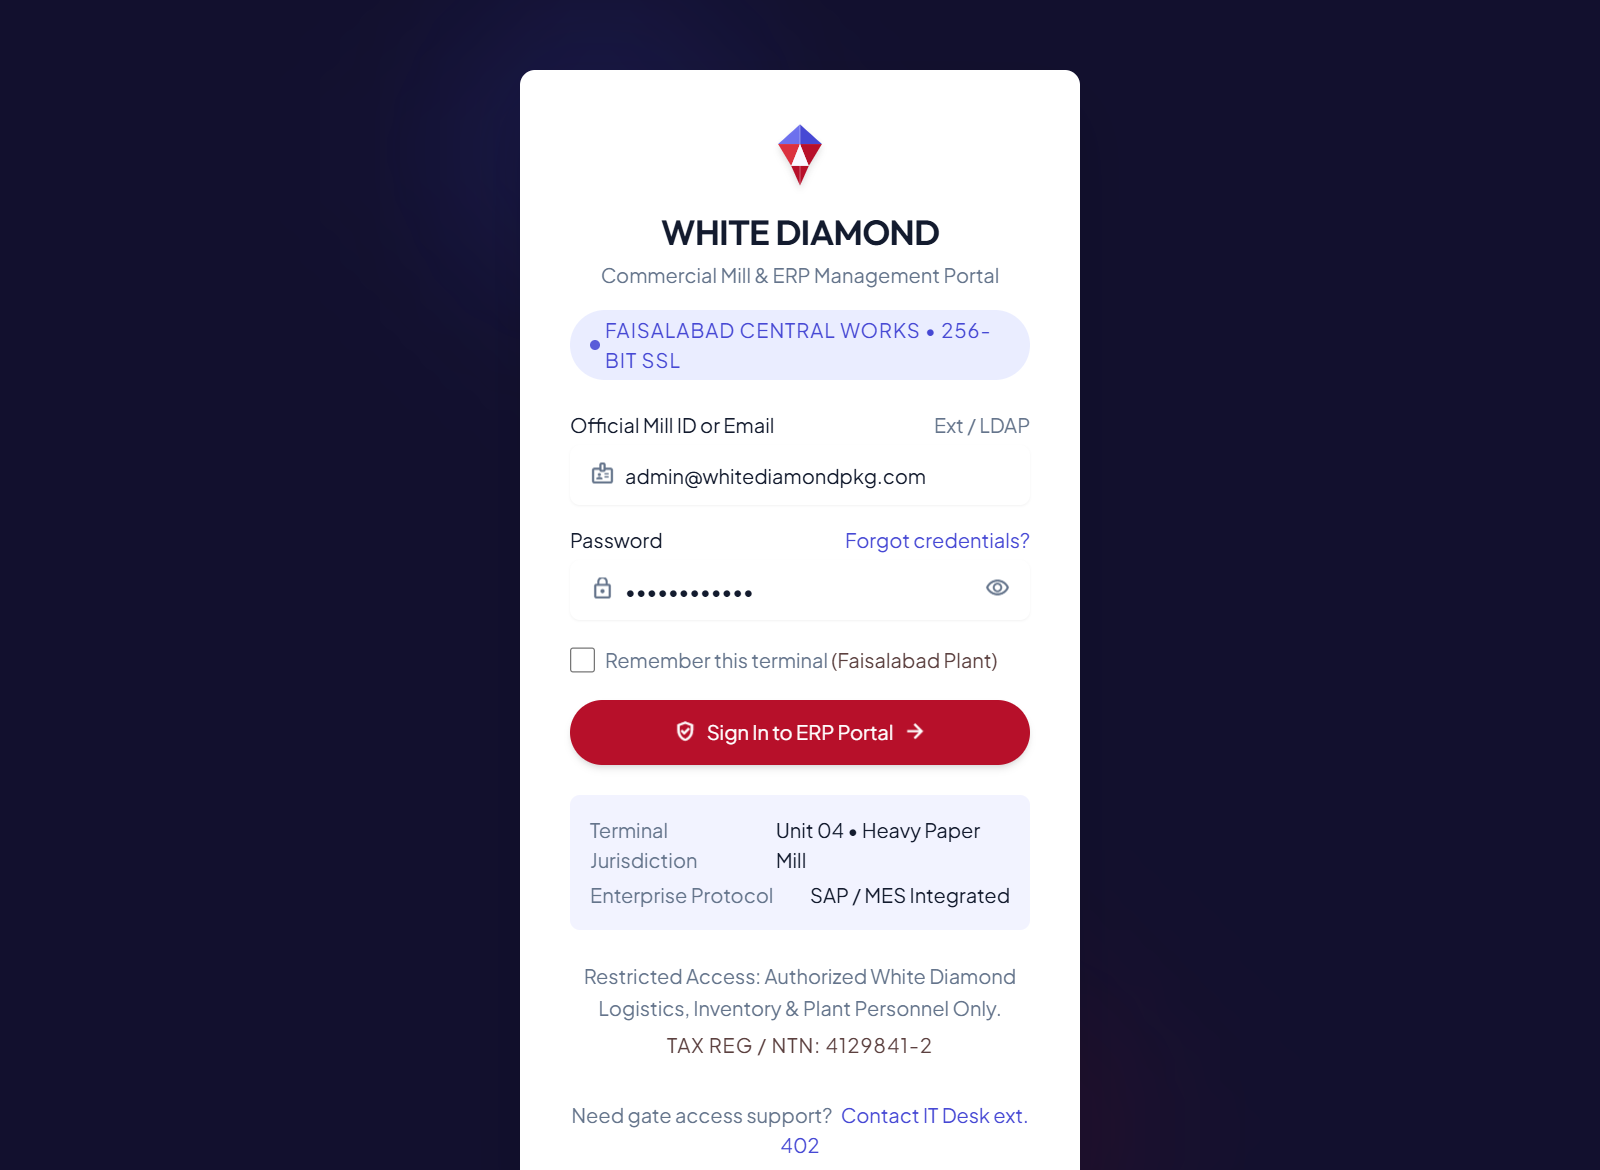 WHITE DIAMOND
Commercial Mill & ERP Management Portal
FAISALABAD CENTRAL WORKS • 256-
BIT SSL
Official Mill ID or Email
Ext / LDAP
admin@whitediamondpkg.com
Password
Forgot credentials?
••••••••••••
Remember this terminal (Faisalabad Plant)
Sign In to ERP Portal
Terminal
Jurisdiction
Unit 04 • Heavy Paper
Mill
Enterprise Protocol
SAP / MES Integrated
Restricted Access: Authorized White Diamond
Logistics, Inventory & Plant Personnel Only.
TAX REG / NTN: 4129841-2
Need gate access support? Contact IT Desk ext.
402